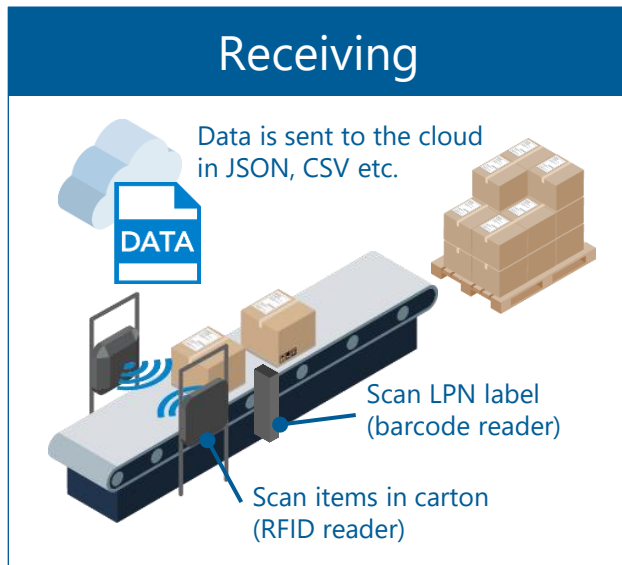 Receiving
Data is sent to the cloud
in JSON, CSV etc.
DATA
Scan LPN label
(barcode reader)
Scan items in carton
(RFID reader)